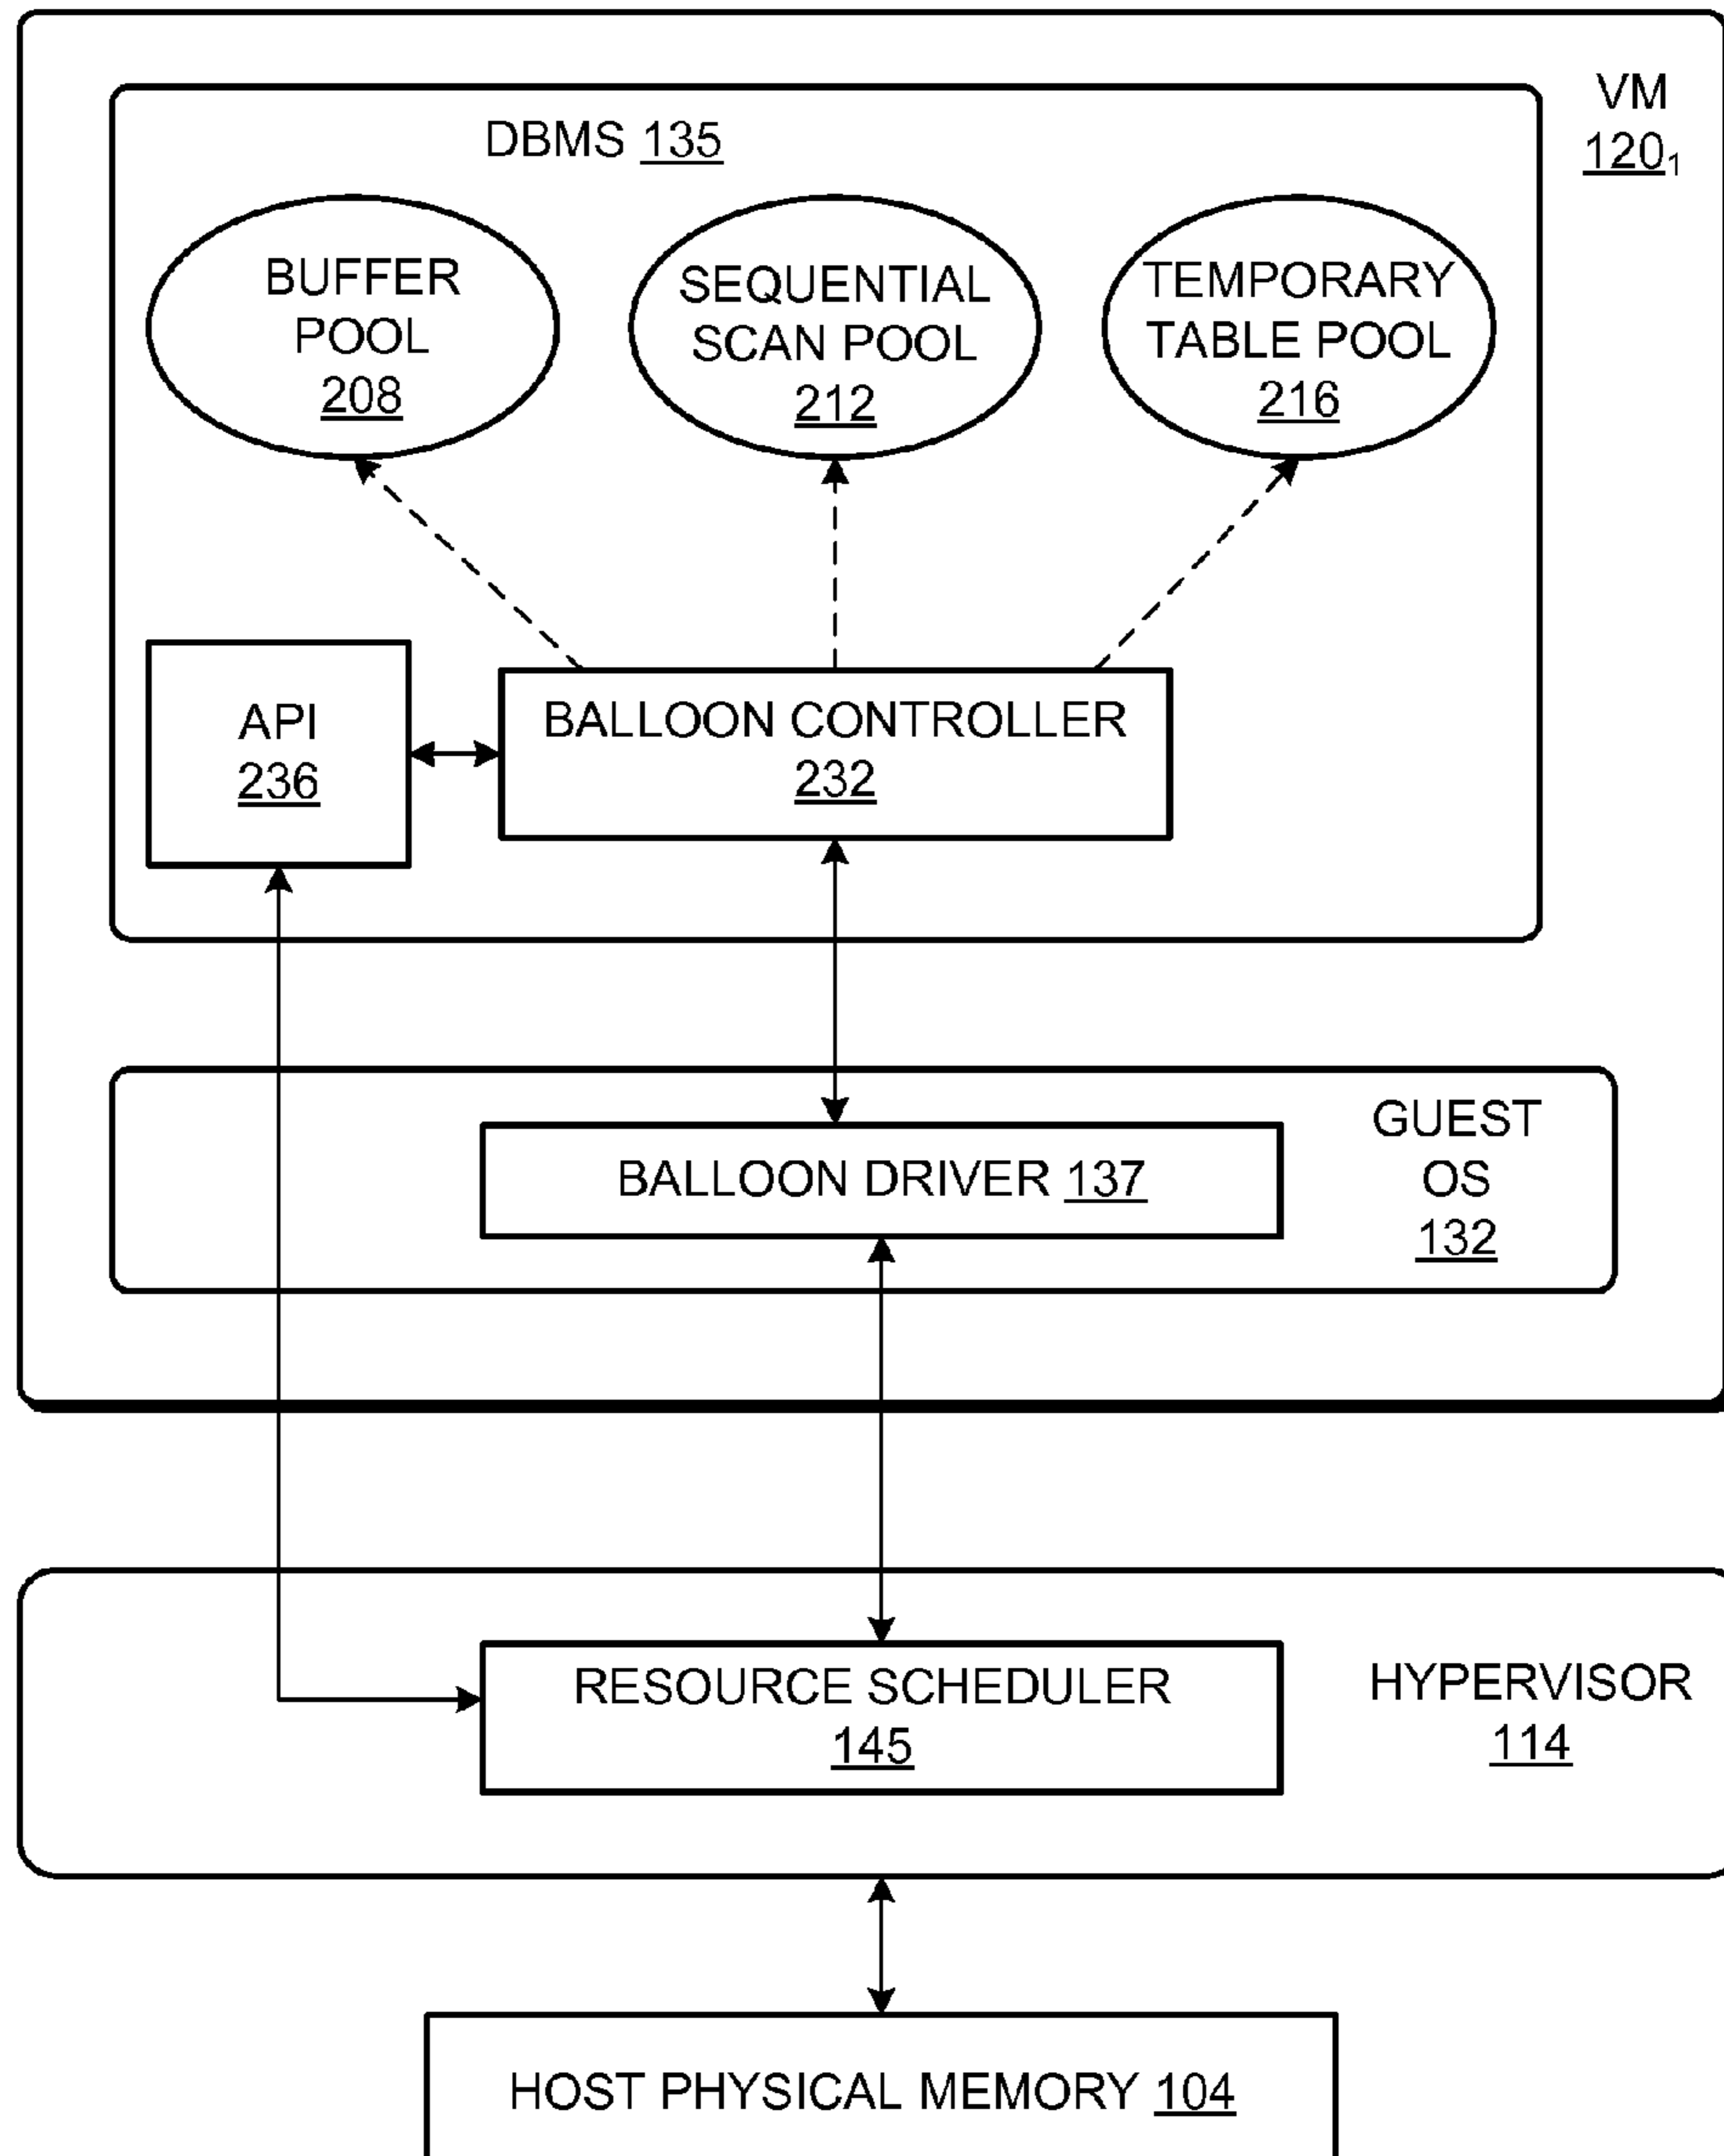 VM
120₁
DBMS 135
BUFFER
POOL
208
SEQUENTIAL
SCAN POOL
212
TEMPORARY
TABLE POOL
216
API
236
BALLOON CONTROLLER
232
BALLOON DRIVER 137
GUEST
OS
132
RESOURCE SCHEDULER
145
HYPERVISOR
114
HOST PHYSICAL MEMORY 104